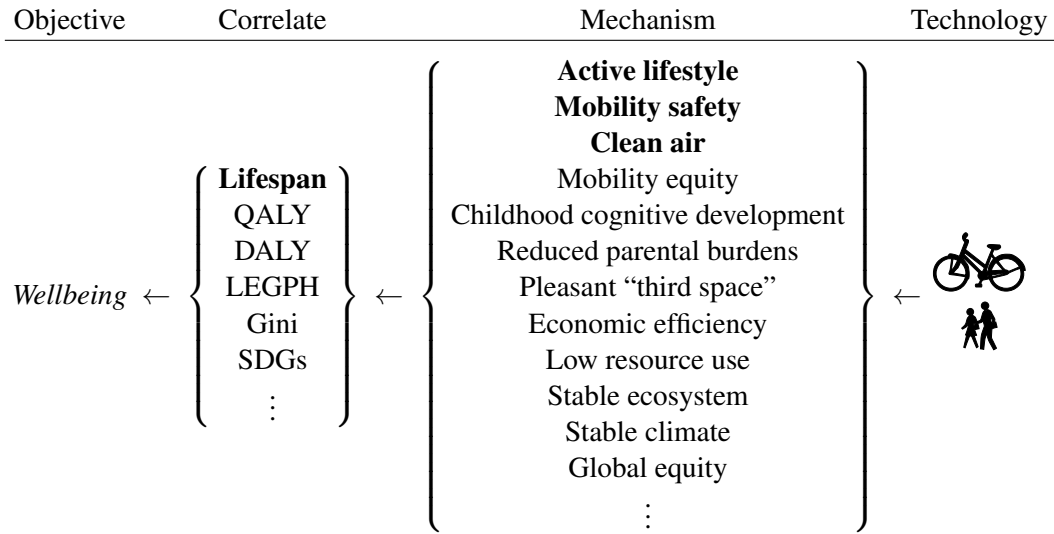 Objective Correlate Mechanism Technology
Active lifestyle
Mobility safety
Clean air
Lifespan Mobility equity
QALY Childhood cognitive development
DALY Reduced parental burdens
Wellbeing ← LEGPH ← Pleasant “third space” ←
Gini Economic efficiency
SDGs Low resource use
⋮ Stable ecosystem
Stable climate
Global equity
⋮